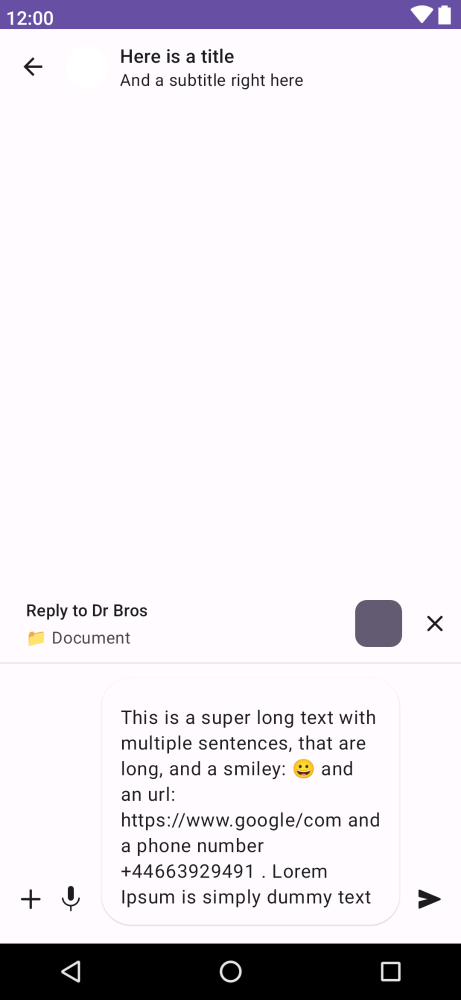 12:00
Here is a title
And a subtitle right here
Reply to Dr Bros
📁 Document
This is a super long text with
multiple sentences, that are
long, and a smiley: 😀 and
an url:
https://www.google/com and
a phone number
+44663929491 . Lorem
Ipsum is simply dummy text